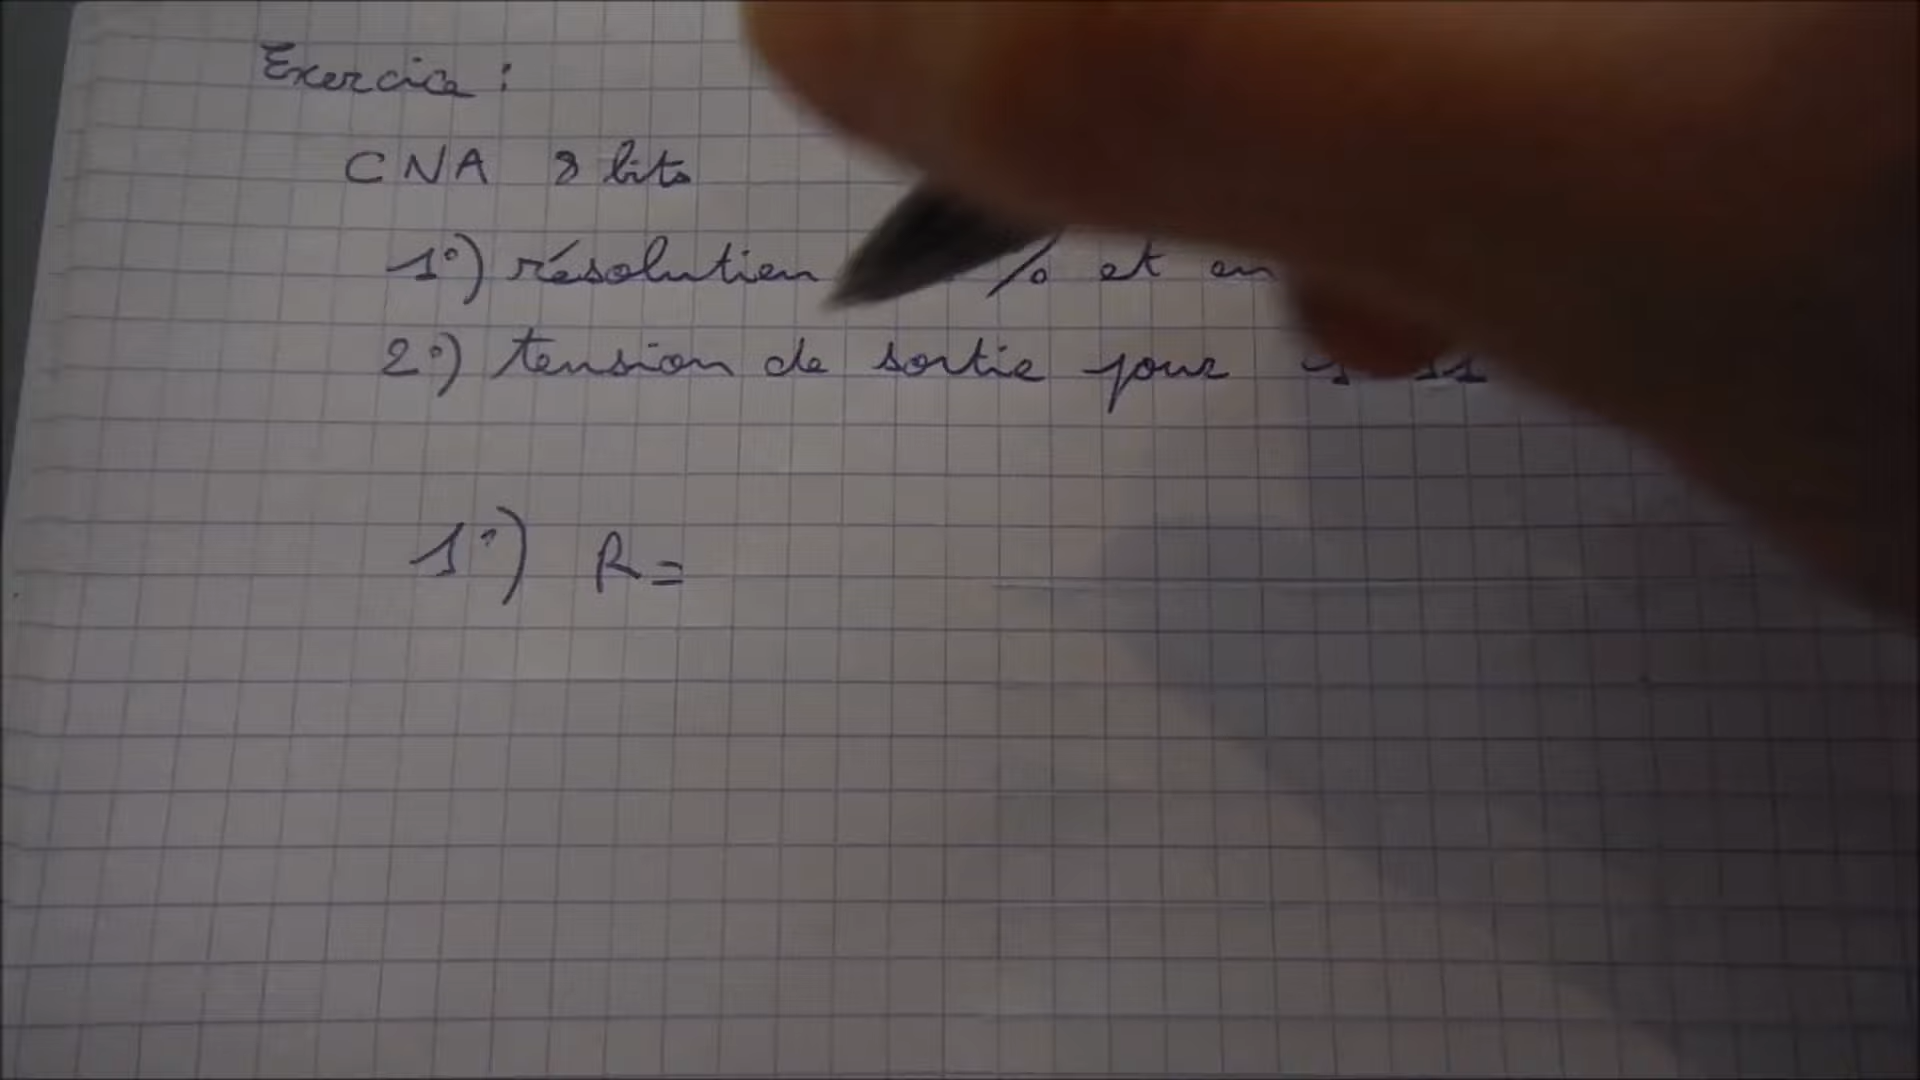 Exercice :
CNA 8 bits
1°) résolution % et en
2°) tension de sortie pour
1°) R =